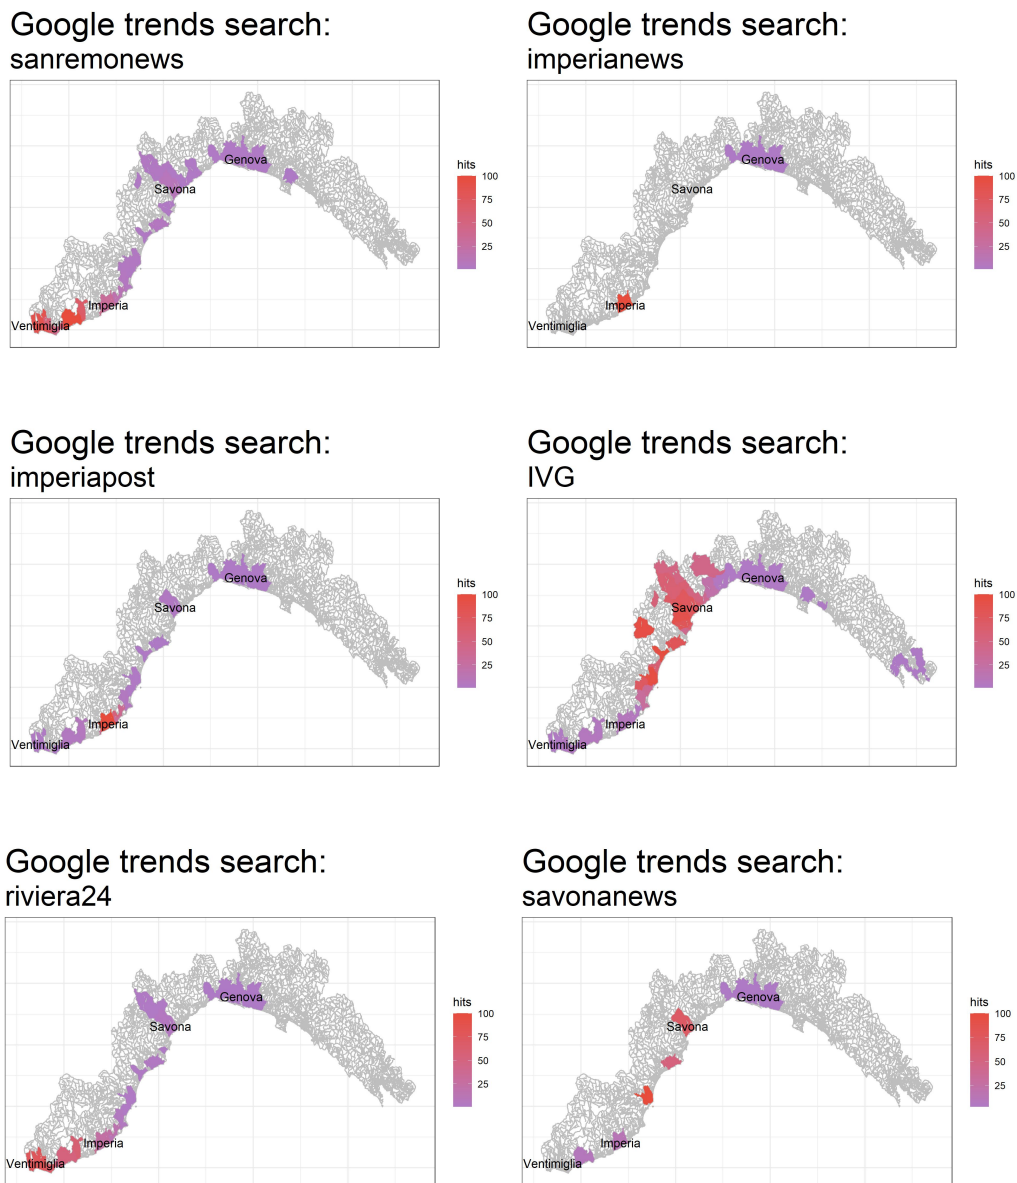 Google trends search:
sanremonews
Genova
Savona
Imperia
Ventimiglia
hits
100
75
50
25
Google trends search:
imperianews
Genova
Savona
Imperia
Ventimiglia
hits
100
75
50
25
Google trends search:
imperiapost
Genova
Savona
Imperia
Ventimiglia
hits
100
75
50
25
Google trends search:
IVG
Genova
Savona
Imperia
Ventimiglia
hits
100
75
50
25
Google trends search:
riviera24
Genova
Savona
Imperia
Ventimiglia
hits
100
75
50
25
Google trends search:
savonanews
Genova
Savona
Imperia
Ventimiglia
hits
100
75
50
25